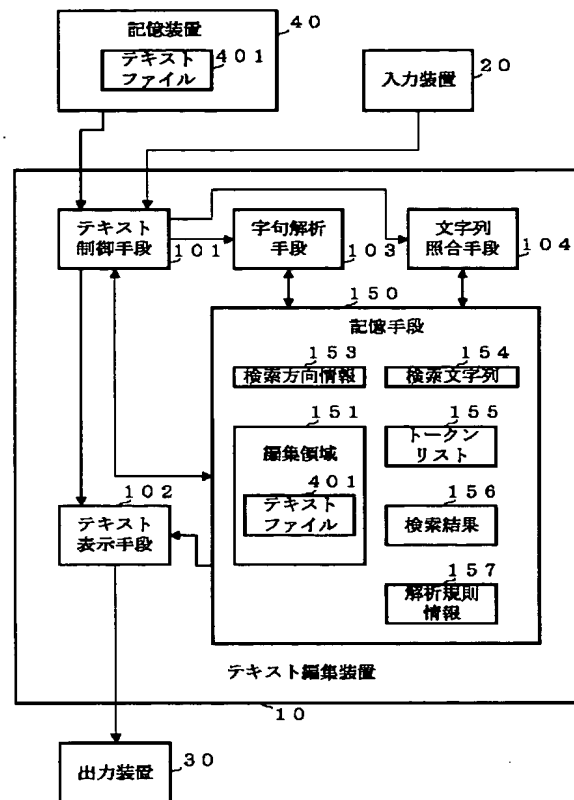 記憶装置
40
テキスト
ファイル
401
入力装置
20
テキスト
制御手段
101
字句解析
手段
103
文字列
照合手段
104
150
記憶手段
153
検索方向情報
154
検索文字列
151
編集領域
401
テキスト
ファイル
155
トークン
リスト
156
検索結果
157
解析規則
情報
102
テキスト
表示手段
テキスト編集装置
10
出力装置
30